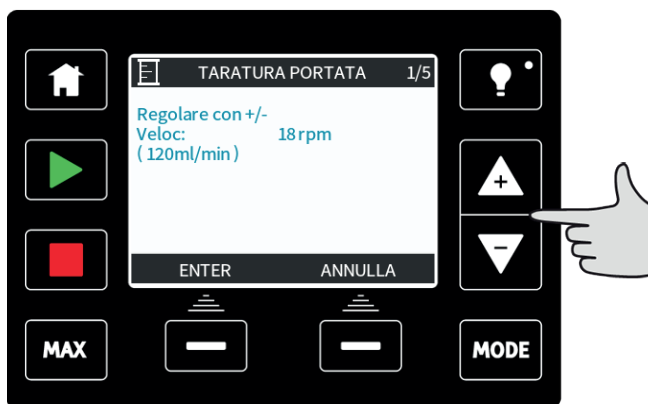 TARATURA PORTATA 1/5
Regolare con +/-
Veloc: 18 rpm
( 120ml/min )
+
-
ENTER ANNULLA
MAX
MODE